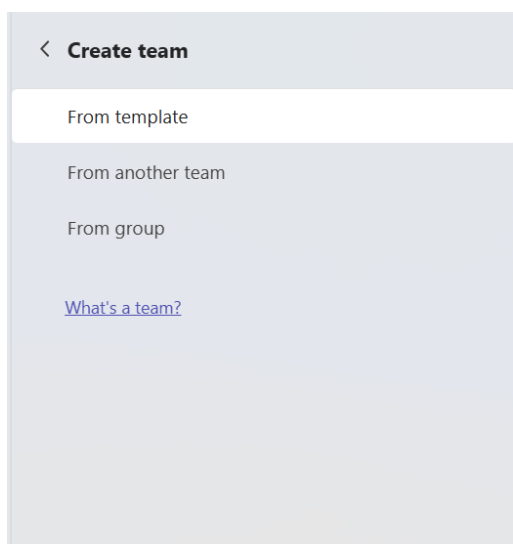 Create team
From template
From another team
From group
What's a team?